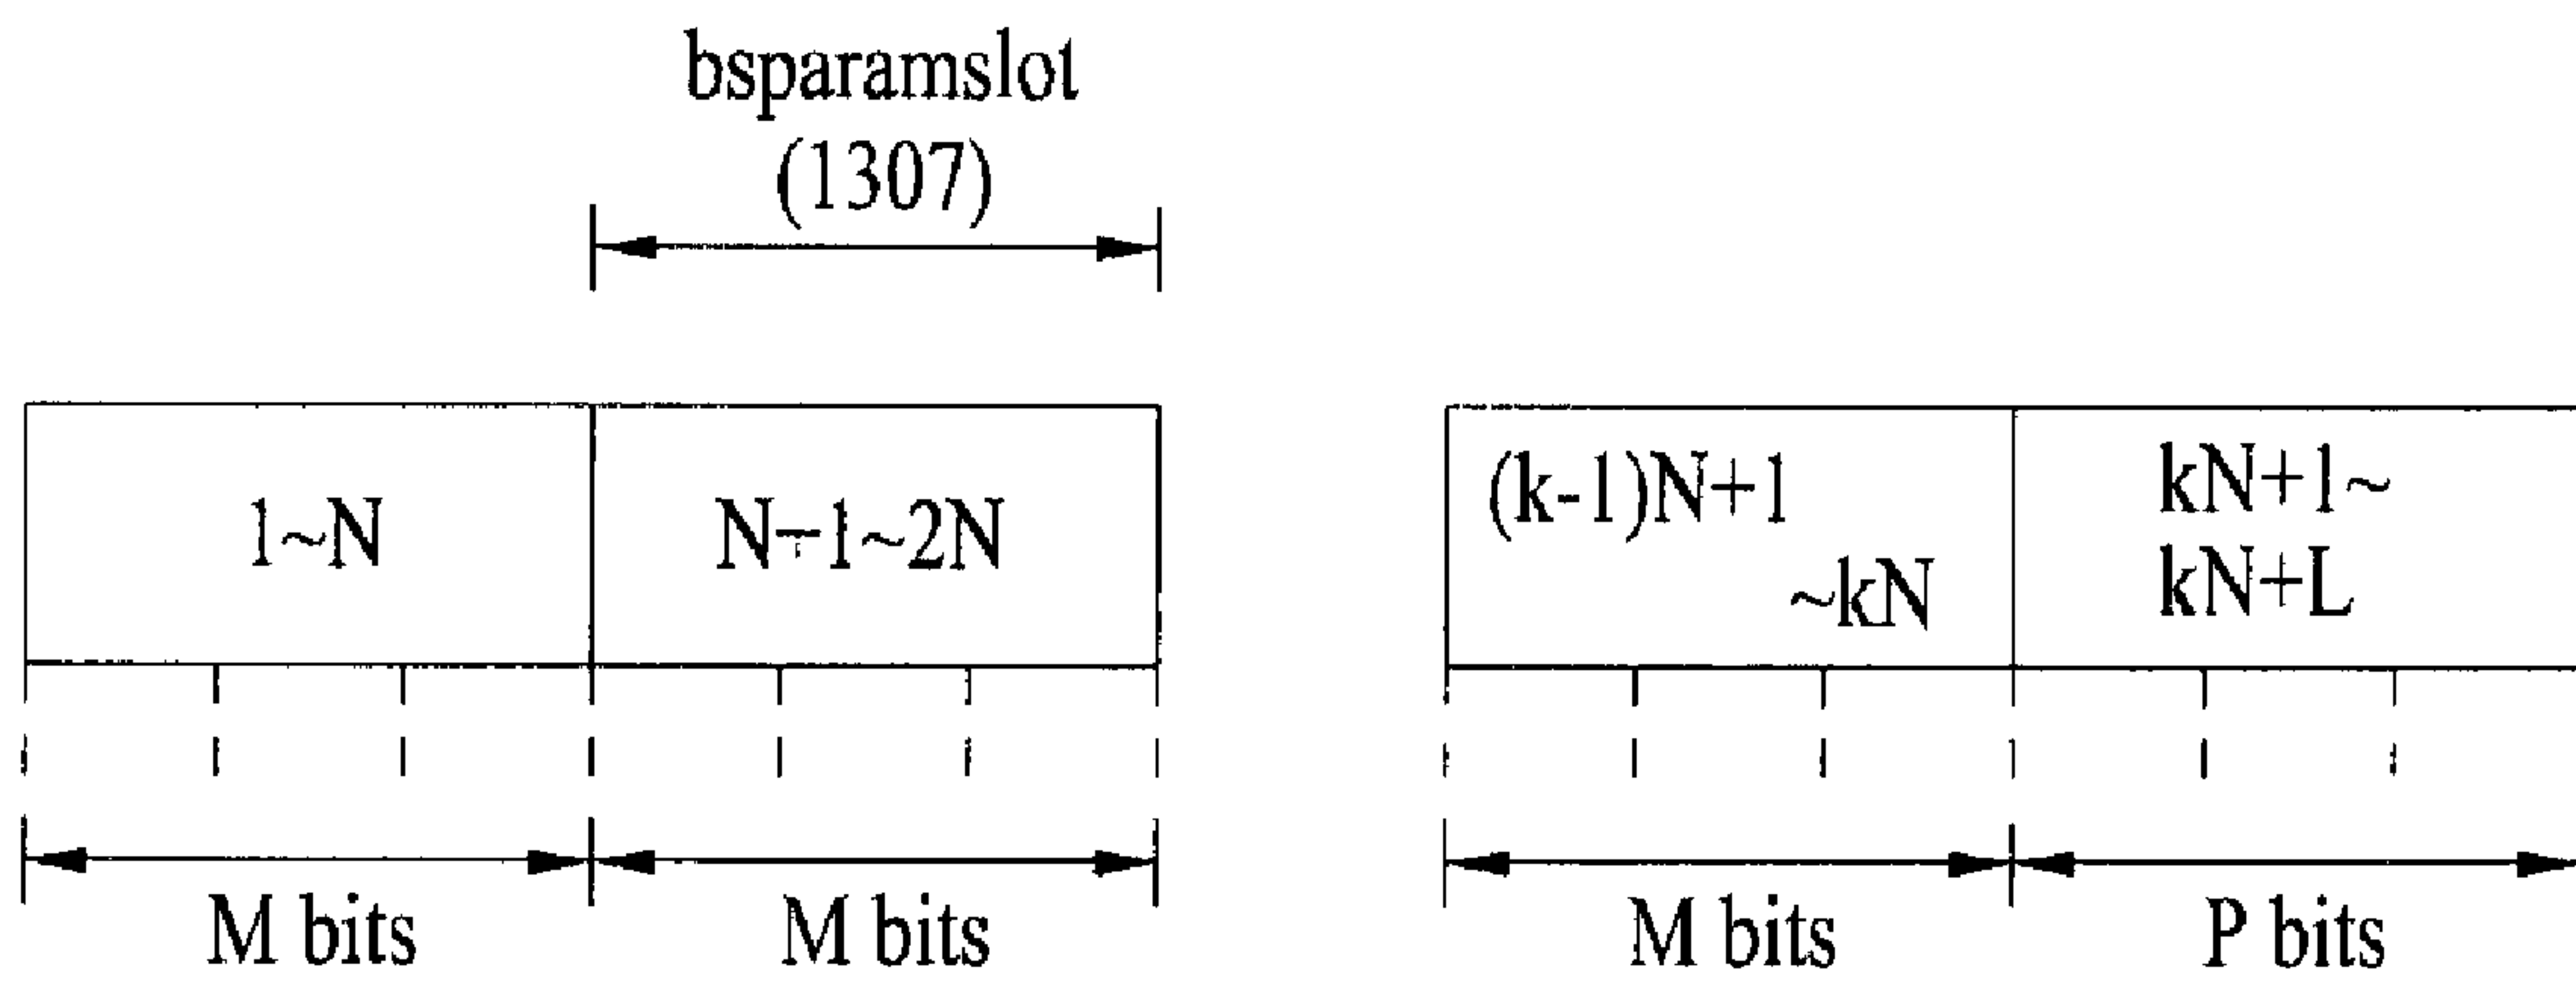 bsparamslot
(1307)
1~N
N+1~2N
(k-1)N+1
~kN
kN+1~
kN+L
M bits
M bits
M bits
P bits